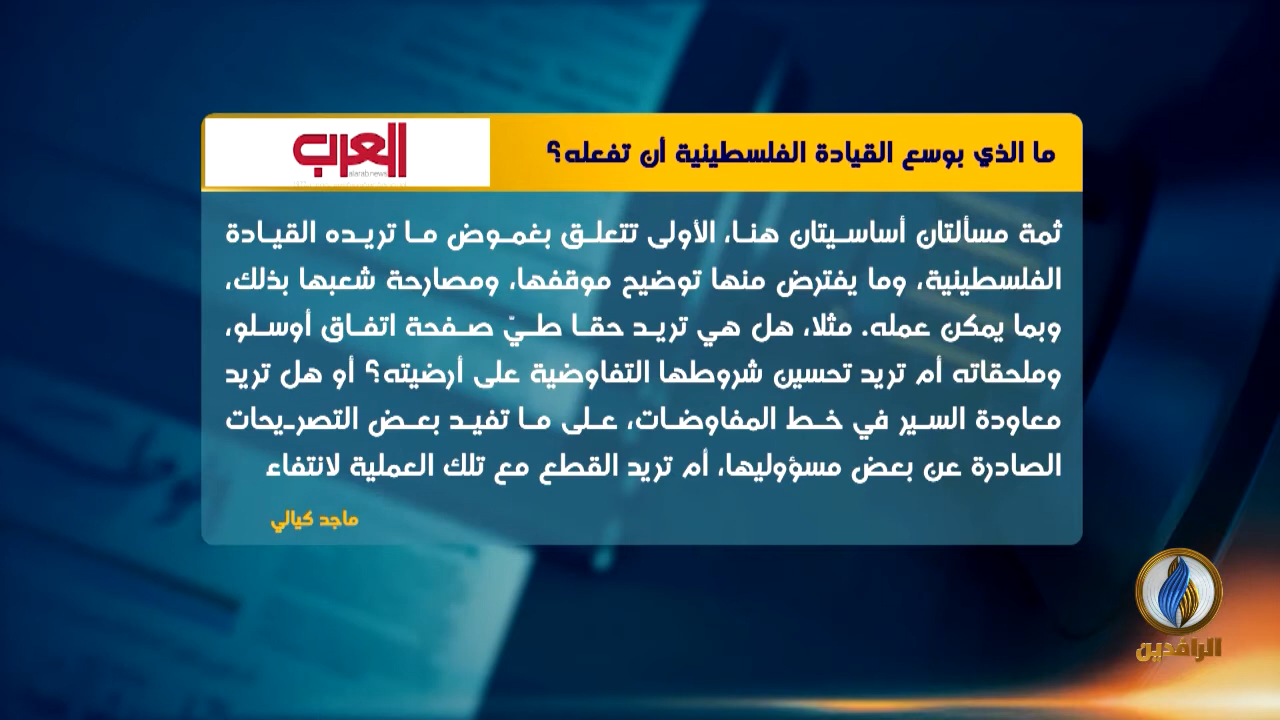 العرب
alarabnews
ما الذي بوسع القيادة الفلسطينية أن تفعله؟
ثمة مسألتان أساسيتان هنا، الأولى تتعلق بغموض ما تريده القيادة
الفلسطينية، وما يفترض منها توضيح موقفها، ومصارحة شعبها بذلك،
وبما يمكن عمله. مثلا، هل هي تريد حقا طيّ صفحة اتفاق أوسلو،
وملحقاته أم تريد تحسين شروطها التفاوضية على أرضيته؟ أو هل تريد
معاودة السير في خط المفاوضات، على ما تفيد بعض التصريحات
الصادرة عن بعض مسؤوليها، أم تريد القطع مع تلك العملية لانتفاء
ماجد كيالي
الرافدين